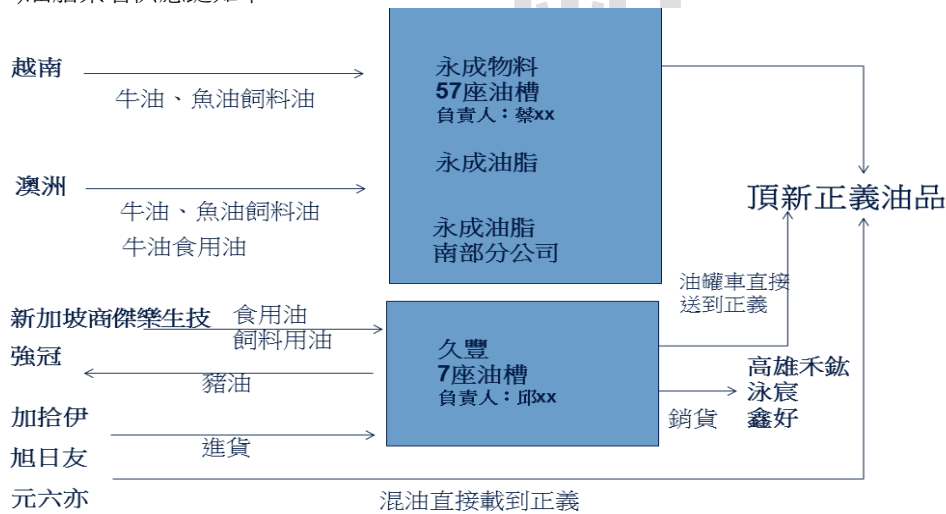 越南
牛油、魚油飼料油
永成物料
57座油槽
負責人：蔡xx
永成油脂
澳洲
牛油、魚油飼料油
牛油食用油
永成油脂
南部分公司
頂新正義油品
油罐車直接
送到正義
新加坡商傑樂生技
食用油
飼料用油
強冠
豬油
久豐
7座油槽
負責人：邱xx
高雄禾鈜
泳宸
鑫好
銷貨
加拾伊
進貨
旭日友
元六亦
混油直接載到正義